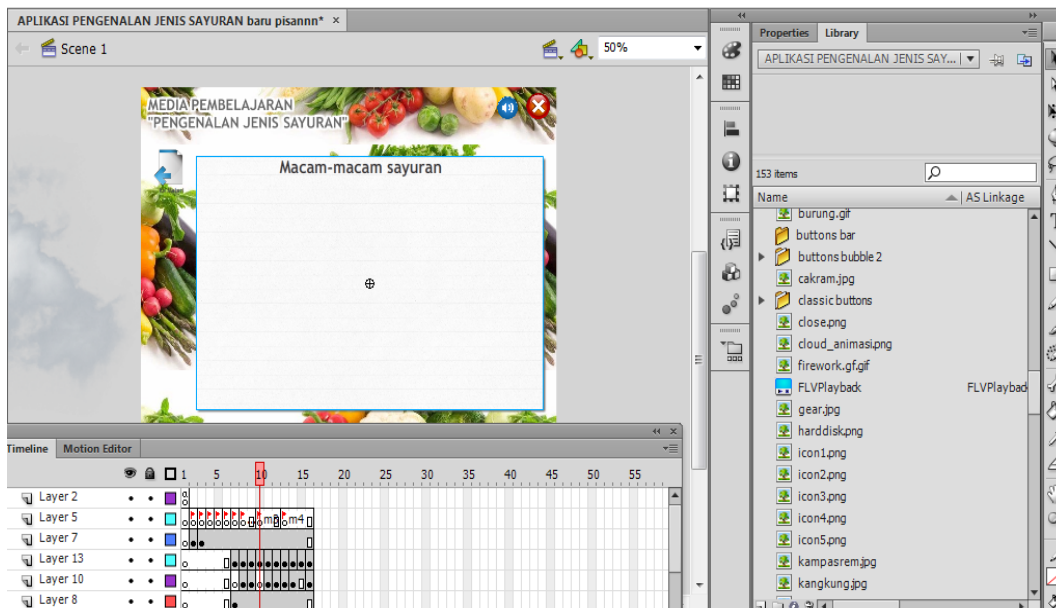 APLIKASI PENGENALAN JENIS SAYURAN baru pisannn* ×
Scene 1
50%
MEDIA PEMBELAJARAN
"PENGENALAN JENIS SAYURAN"
Macam-macam sayuran
Timeline Motion Editor
1 5 10 15 20 25 30 35 40 45 50 55
Layer 2
Layer 5
m4
Layer 7
Layer 13
Layer 10
Layer 8
Properties Library
APLIKASI PENGENALAN JENIS SAY...
153 items
Name AS Linkage
burung.gif
buttons bar
buttons bubble 2
cakram.jpg
classic buttons
close.png
cloud_animasi.png
firework.gf.gif
FLVPlayback FLVPlayback
gear.jpg
harddisk.png
icon1.png
icon2.png
icon3.png
icon4.png
icon5.png
kampasrem.jpg
kangkung.jpg